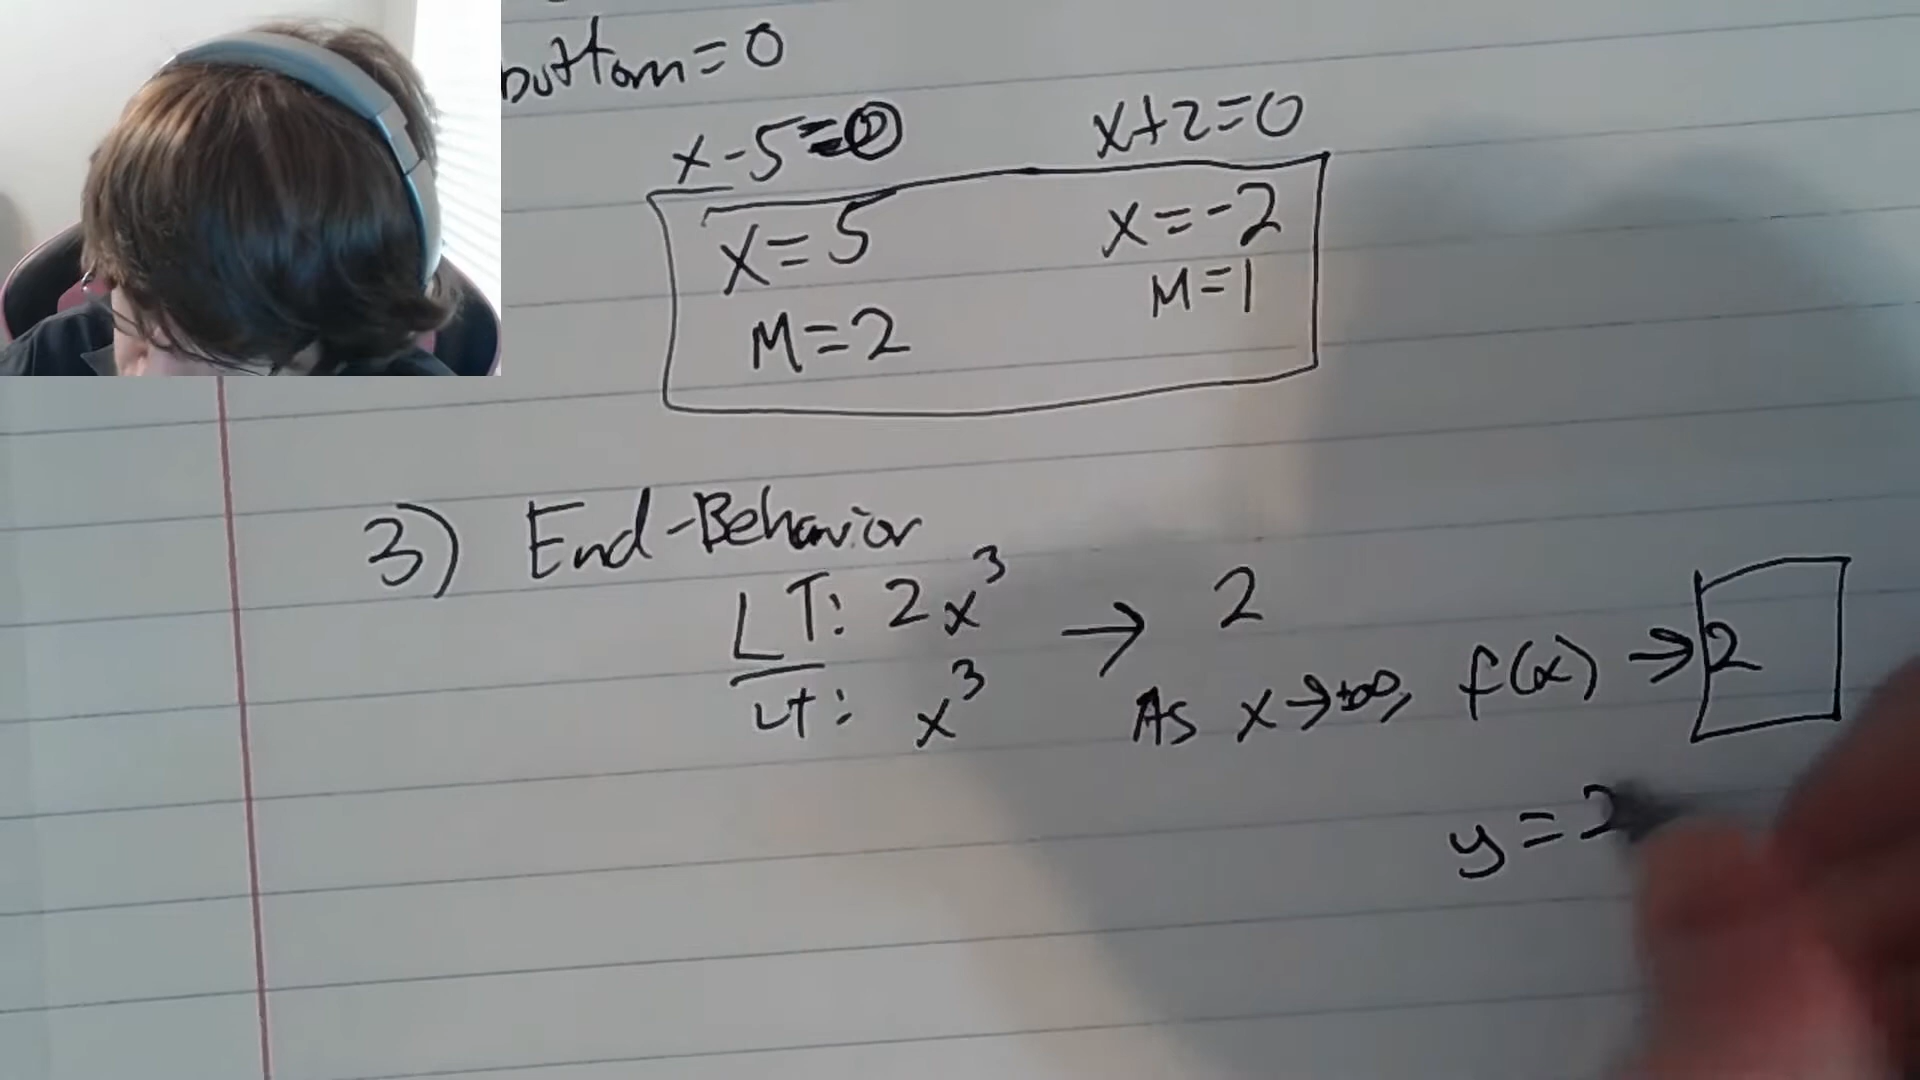 buttom=0
x-5=0 x+2=0
x=5 x=-2
M=2 M=1
3) End-Behavior
LT: 2x³ → 2
LT: x³ As x→±∞, f(x) → 2
y=2